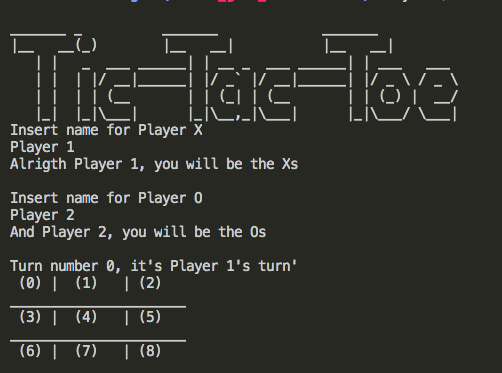 Tic-Tac-Toe
Insert name for Player X
Player 1
Alrigth Player 1, you will be the Xs
Insert name for Player O
Player 2
And Player 2, you will be the Os
Turn number 0, it's Player 1's turn'
(0) | (1) | (2)
(3) | (4) | (5)
(6) | (7) | (8)